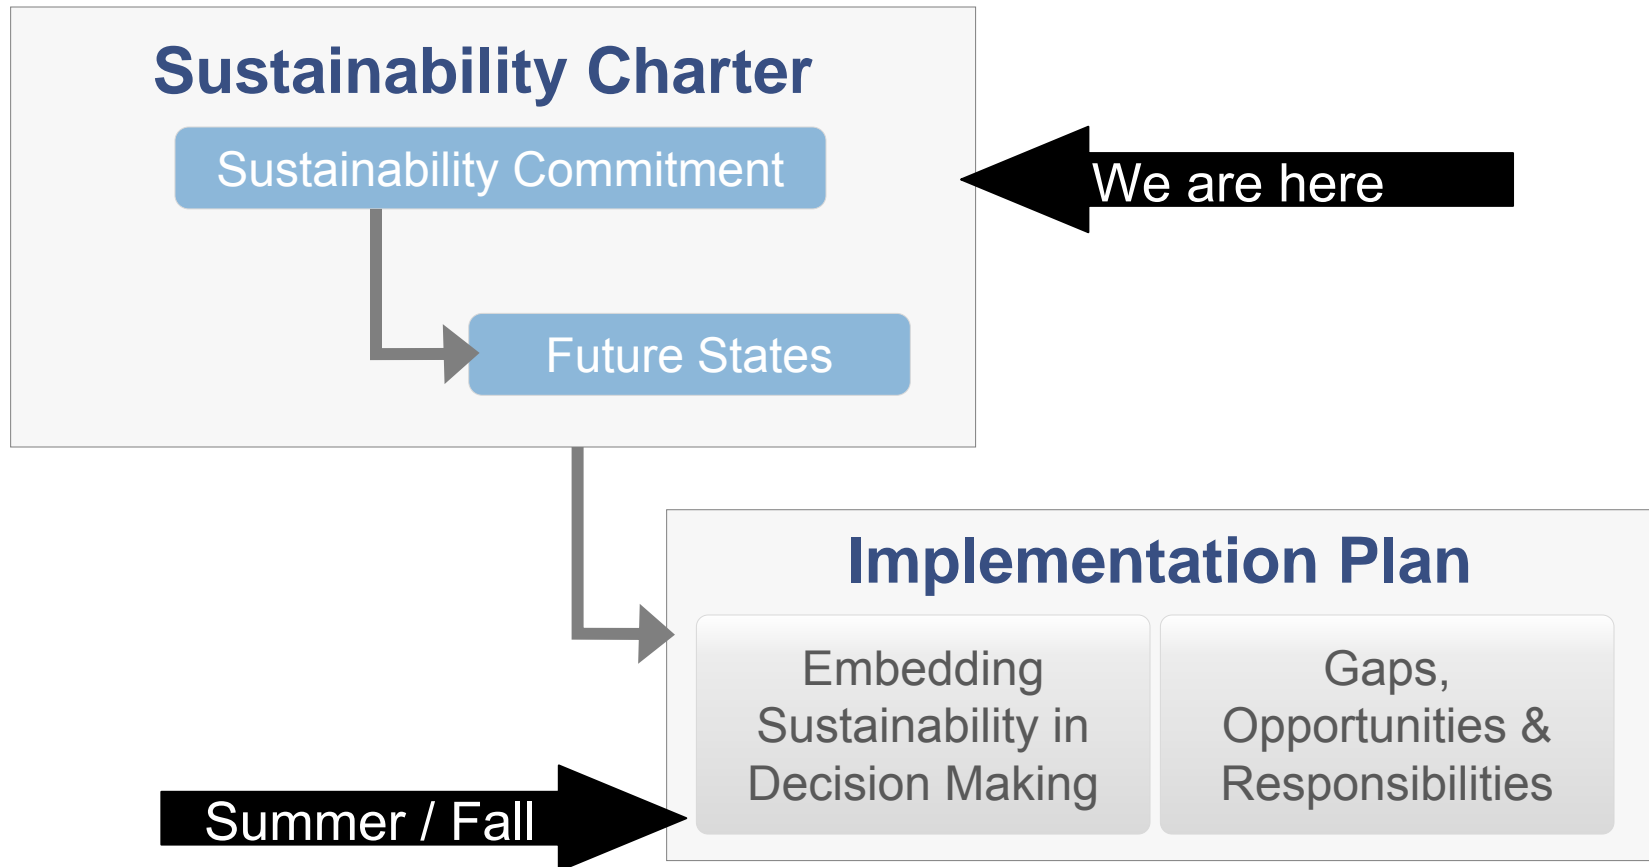 Sustainability Charter
Sustainability Commitment
We are here
Future States
Implementation Plan
Embedding
Sustainability in
Decision Making
Gaps,
Opportunities &
Responsibilities
Summer / Fall